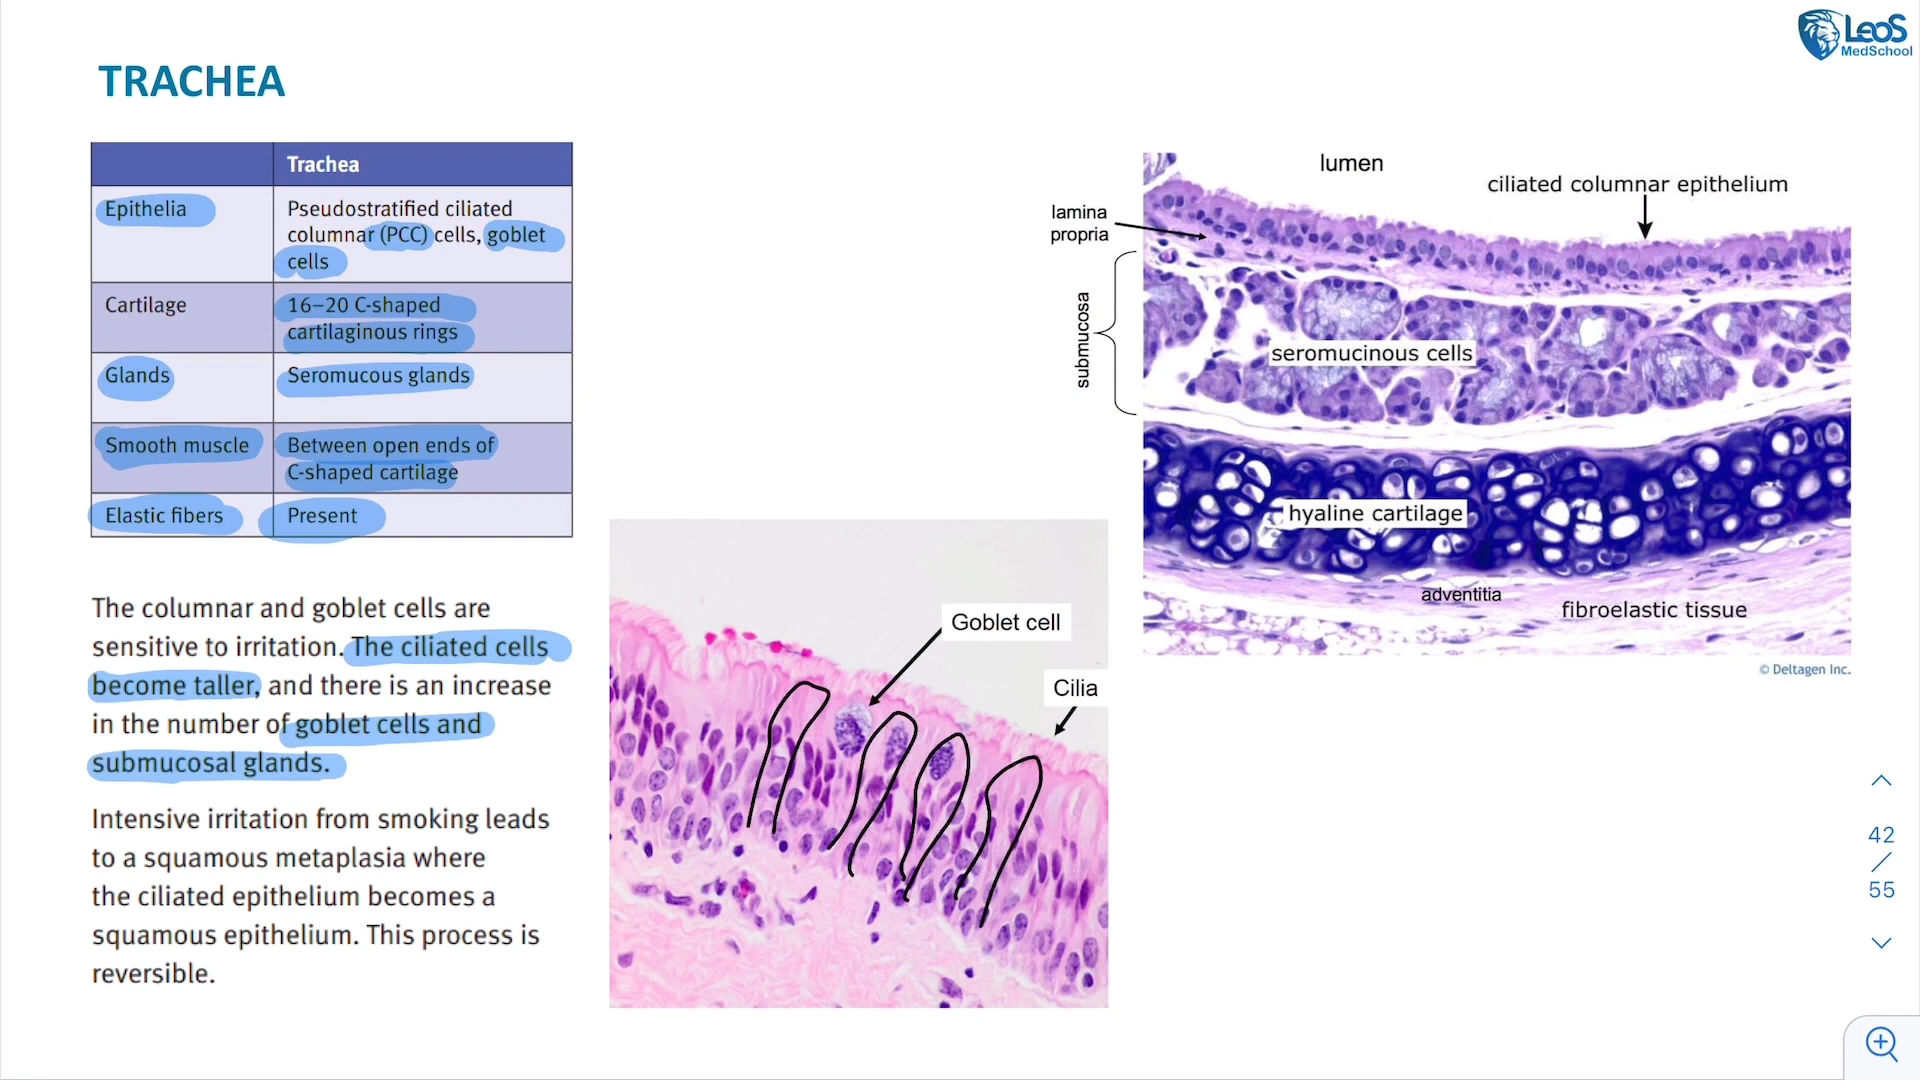 LeoS
MedSchool
TRACHEA
Trachea
Epithelia
Pseudostratified ciliated
columnar (PCC) cells, goblet
cells
Cartilage
16–20 C-shaped
cartilaginous rings
Glands
Seromucous glands
Smooth muscle
Between open ends of
C-shaped cartilage
Elastic fibers
Present
The columnar and goblet cells are
sensitive to irritation. The ciliated cells
become taller, and there is an increase
in the number of goblet cells and
submucosal glands.
Intensive irritation from smoking leads
to a squamous metaplasia where
the ciliated epithelium becomes a
squamous epithelium. This process is
reversible.
Goblet cell
Cilia
lumen
ciliated columnar epithelium
lamina
propria
submucosa
seromucinous cells
hyaline cartilage
adventitia
fibroelastic tissue
© Deltagen Inc.
42
/
55